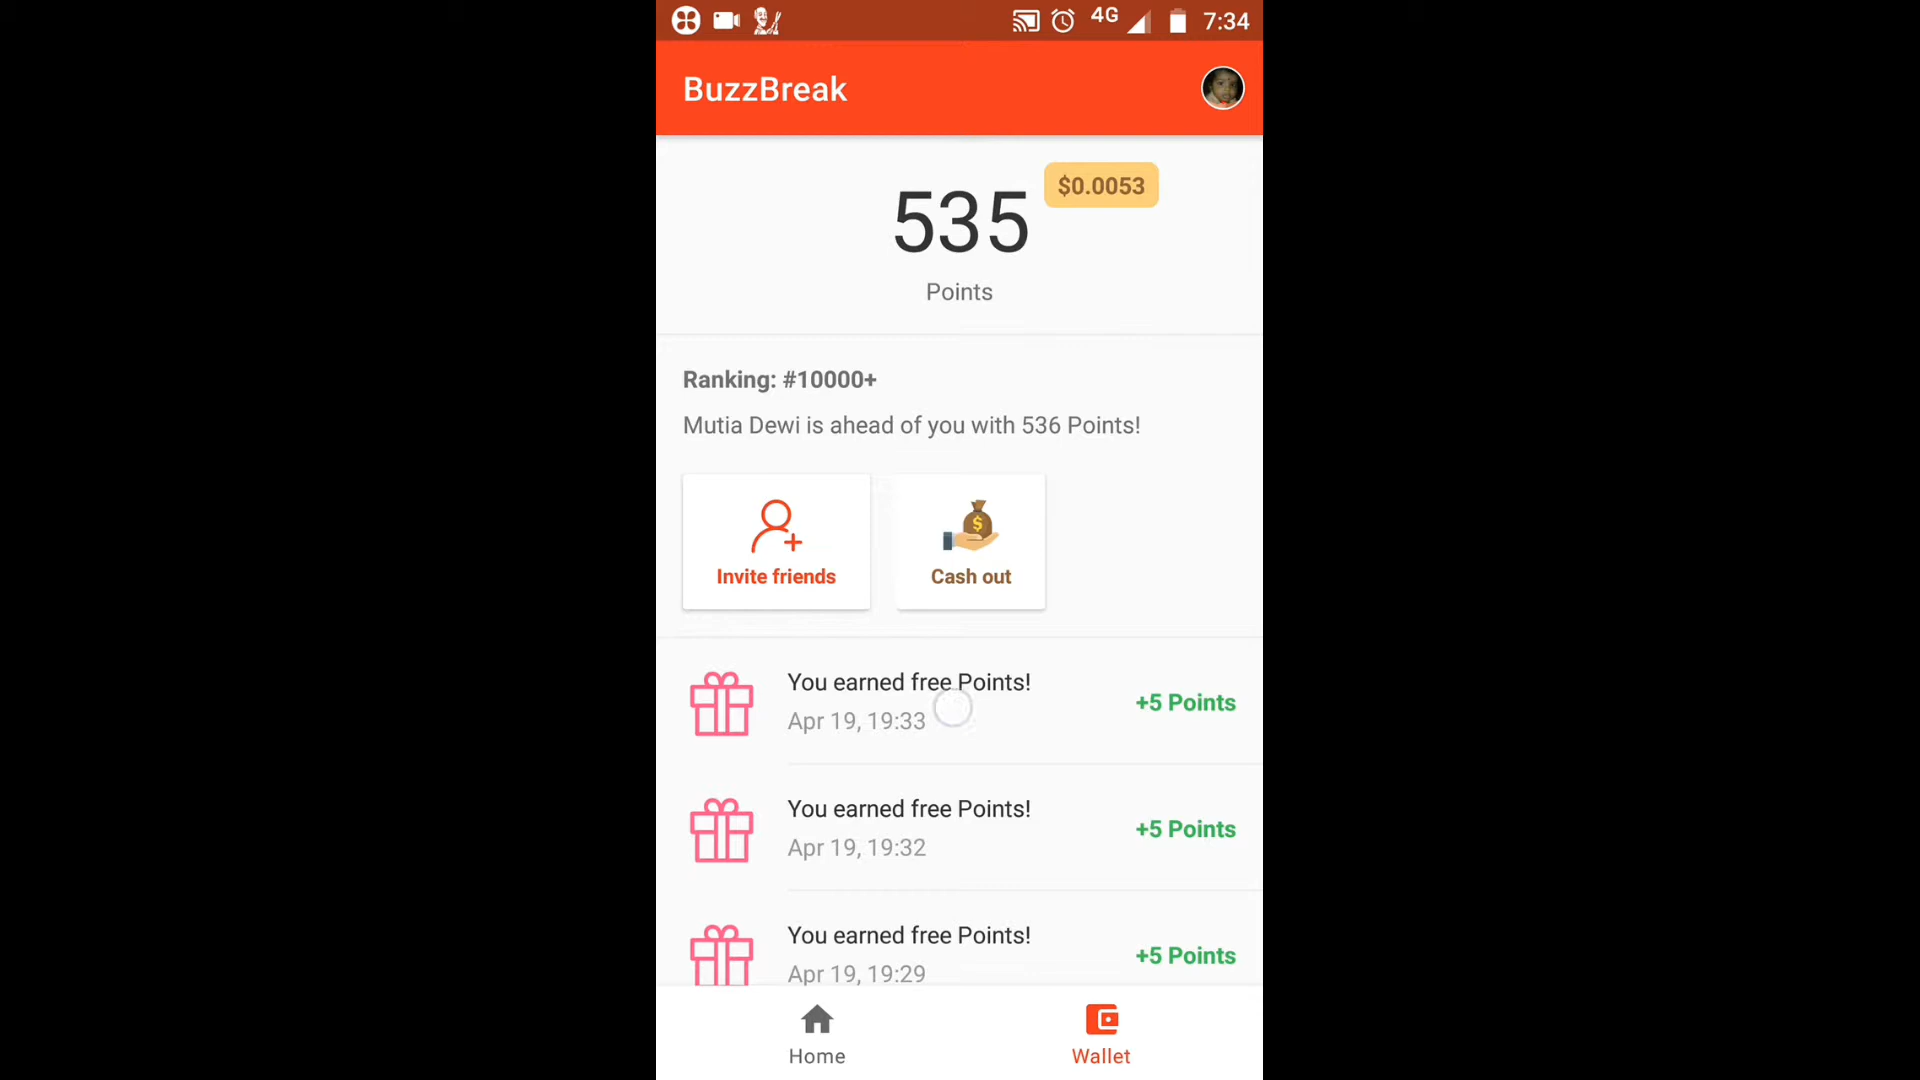 4G 7:34
BuzzBreak
$0.0053
535
Points
Ranking: #10000+
Mutia Dewi is ahead of you with 536 Points!
Invite friends
Cash out
You earned free Points!
Apr 19, 19:33
+5 Points
You earned free Points!
Apr 19, 19:32
+5 Points
You earned free Points!
Apr 19, 19:29
+5 Points
Home
Wallet